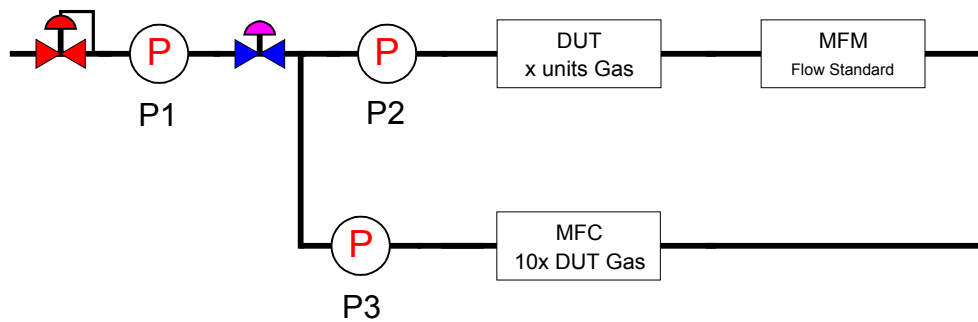 P
P1
P
P2
DUT
x units Gas
MFM
Flow Standard
P
P3
MFC
10x DUT Gas